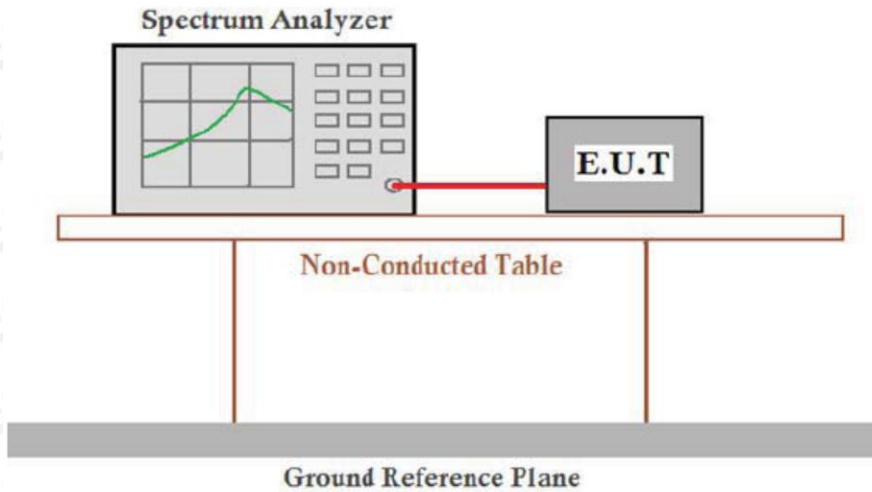 Spectrum Analyzer
E.U.T
Non-Conducted Table
Ground Reference Plane